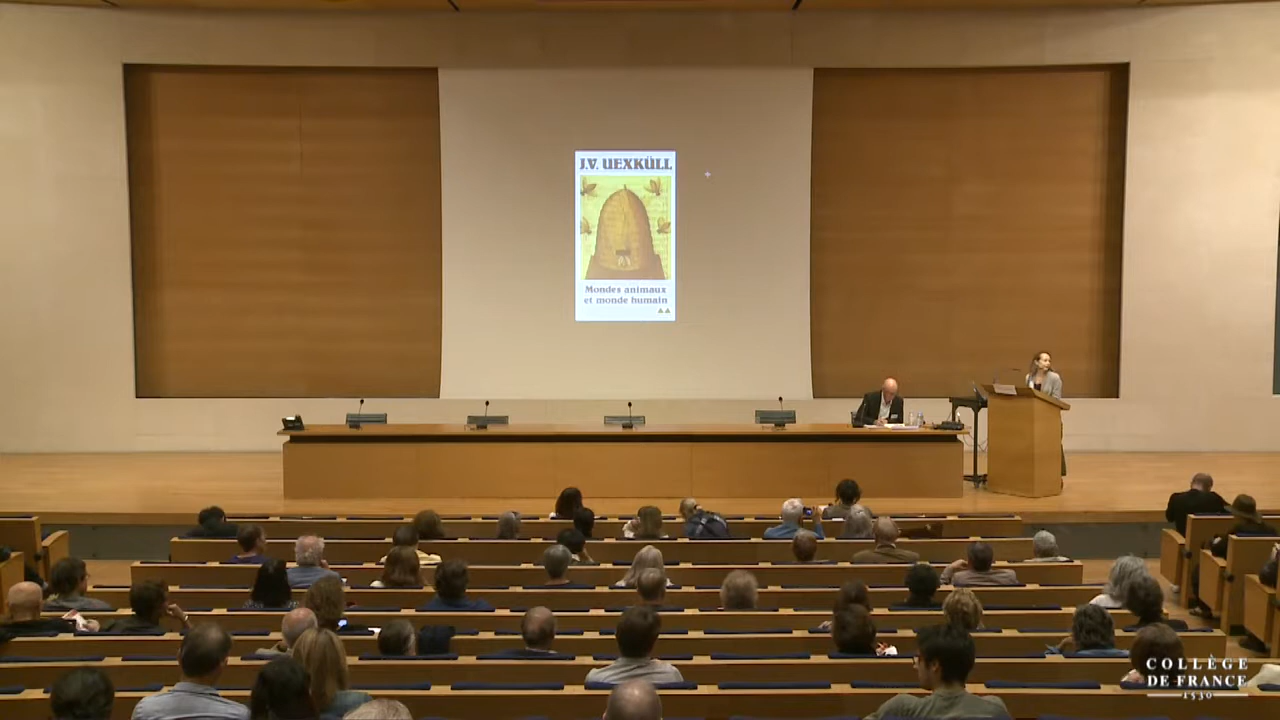 J.V. UEXKÜLL
Mondes animaux
et monde humain
COLLÈGE
DE FRANCE
1530